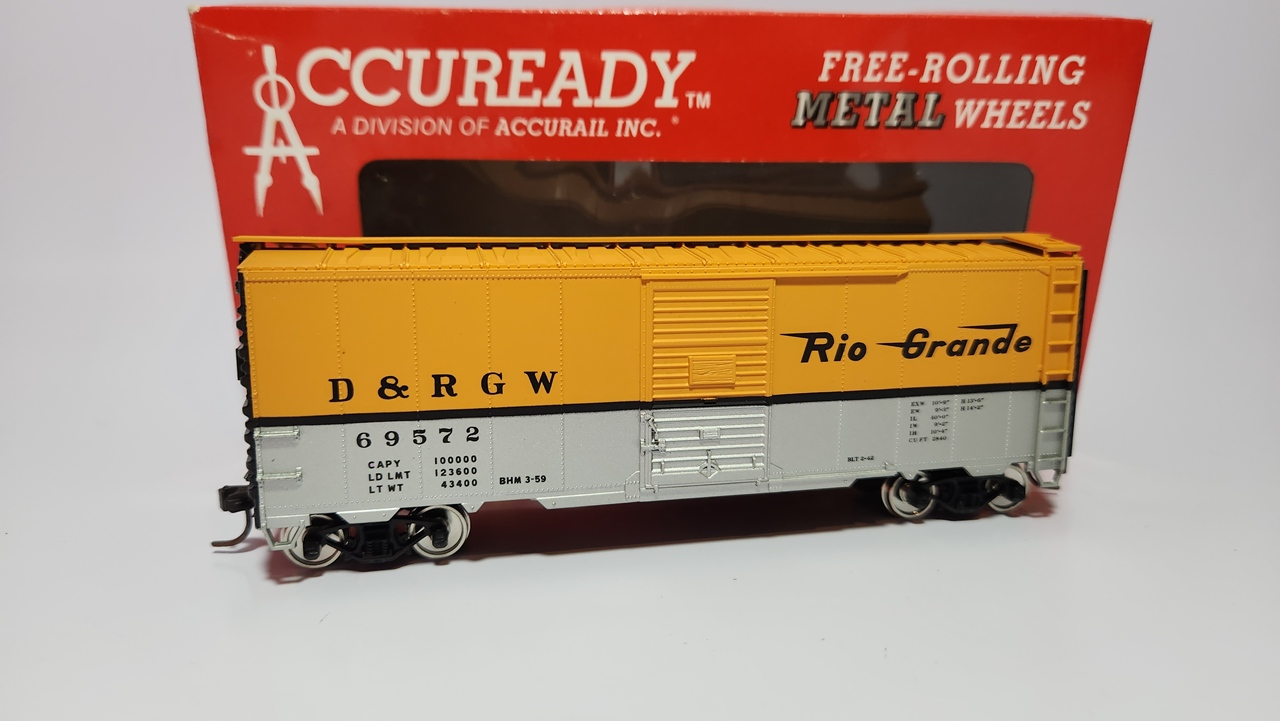 ACCUREADY™
A DIVISION OF ACCURAIL INC.
FREE-ROLLING
METAL WHEELS
Rio Grande
D & R G W
69572
CAPY 100000
LD LMT 123600
LT WT 43400
BHM 3-59